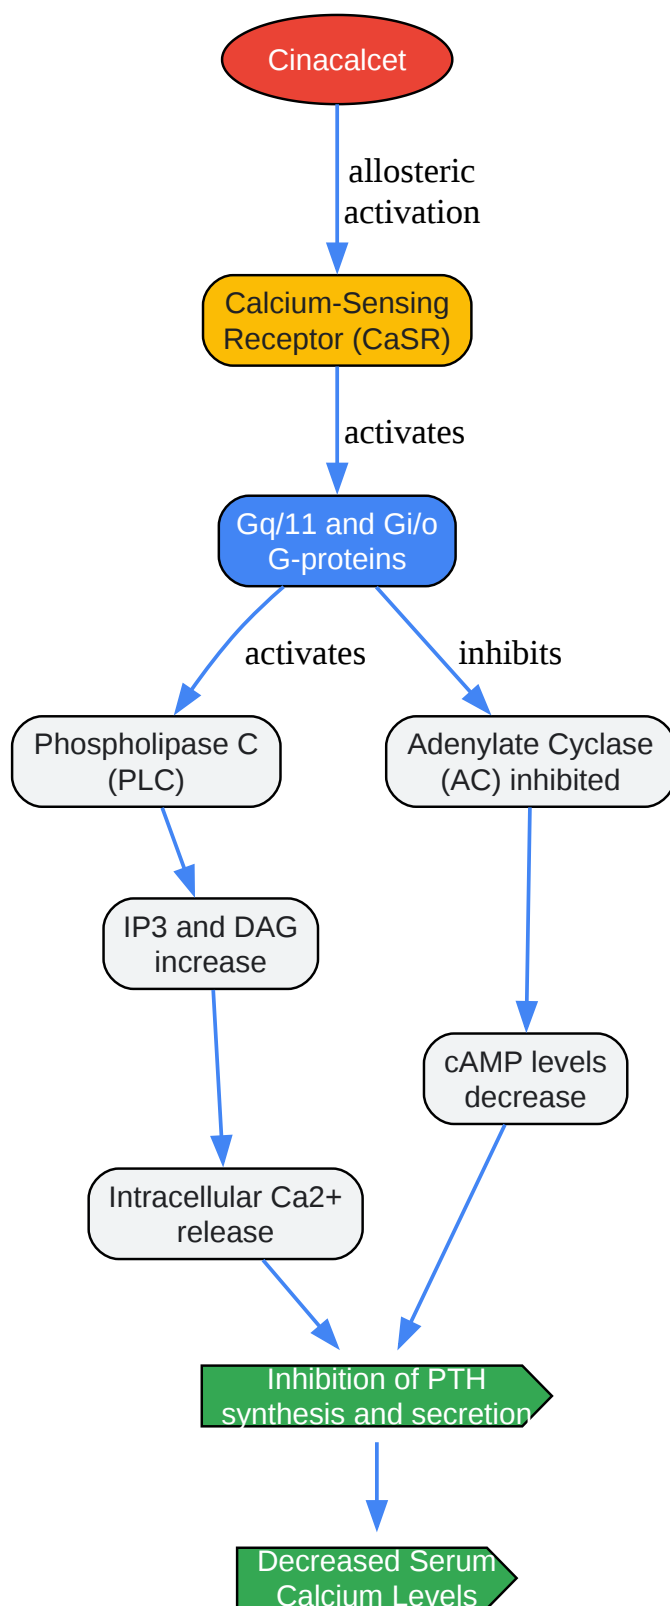 Cinacalcet
allosteric
activation
Calcium-Sensing
Receptor (CaSR)
activates
Gq/11 and Gi/o
G-proteins
activates
inhibits
Phospholipase C
(PLC)
Adenylate Cyclase
(AC) inhibited
IP3 and DAG
increase
cAMP levels
decrease
Intracellular Ca2+
release
Inhibition of PTH
synthesis and secretion
Decreased Serum
Calcium Levels